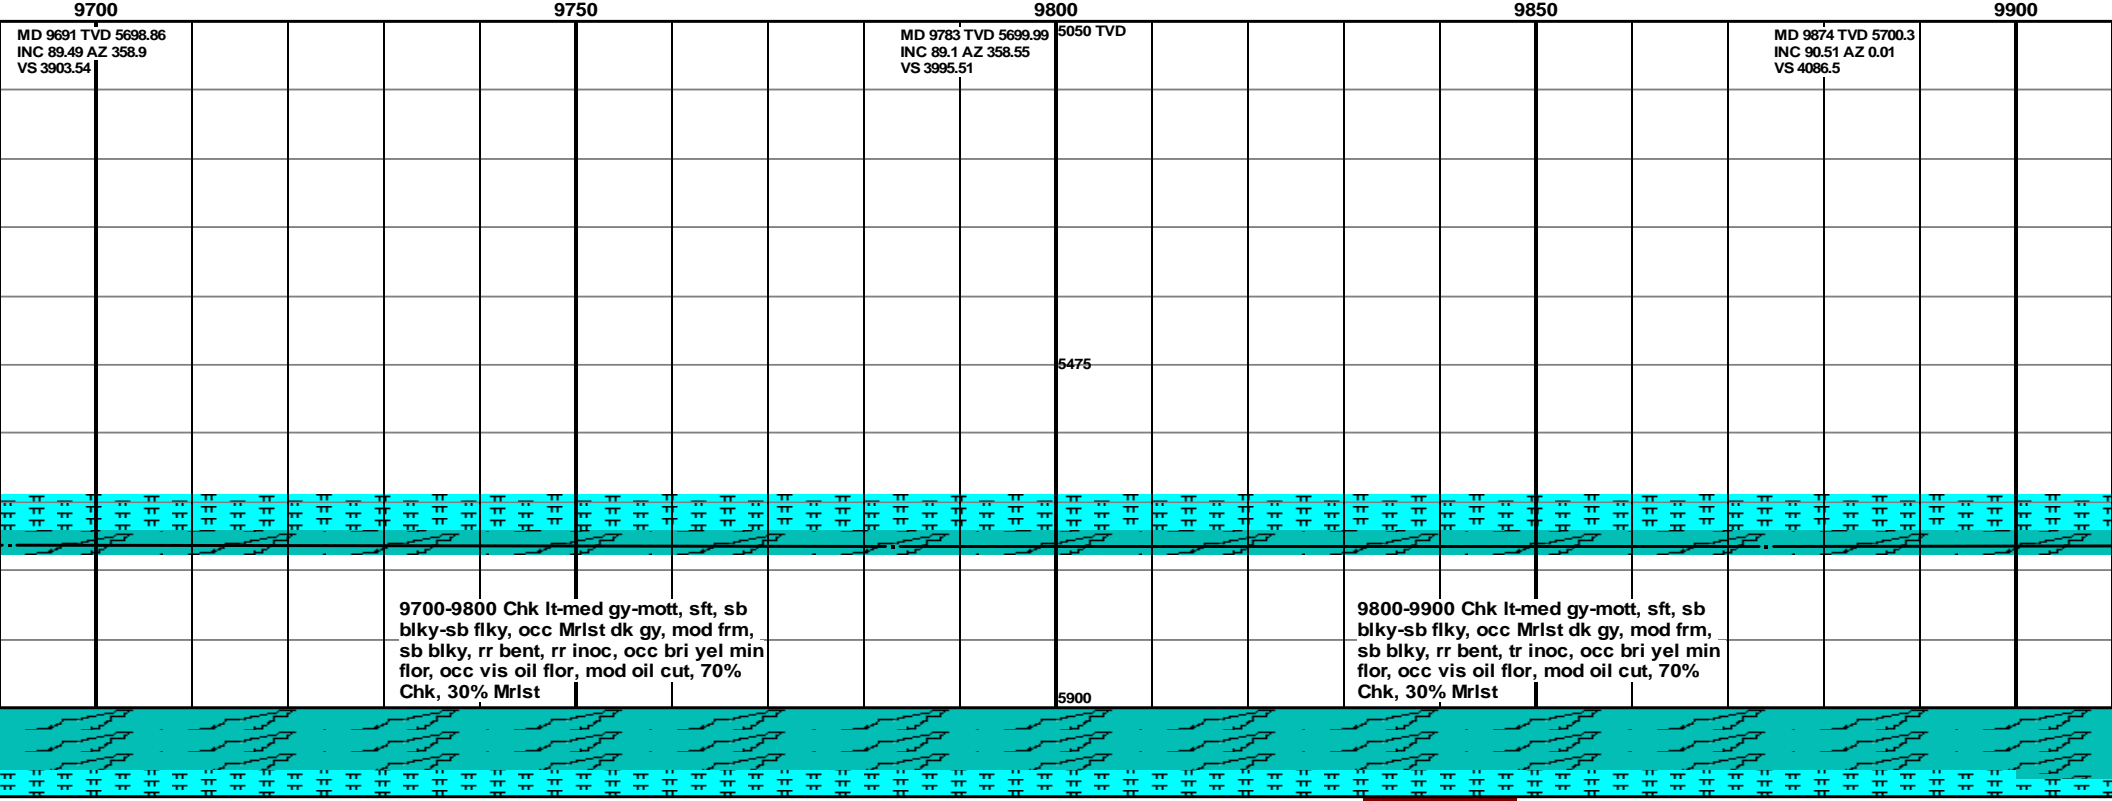 9700 9750 9800 9850 9900
MD 9691 TVD 5698.86
INC 89.49 AZ 358.9
VS 3903.54
MD 9783 TVD 5699.99
INC 89.1 AZ 358.55
VS 3995.51
5050 TVD
MD 9874 TVD 5700.3
INC 90.51 AZ 0.01
VS 4086.5
5475
9700-9800 Chk lt-med gy-mott, sft, sb
blky-sb flky, occ Mrlst dk gy, mod frm,
sb blky, rr bent, rr inoc, occ bri yel min
flor, occ vis oil flor, mod oil cut, 70%
Chk, 30% Mrlst
9800-9900 Chk lt-med gy-mott, sft, sb
blky-sb flky, occ Mrlst dk gy, mod frm,
sb blky, rr bent, tr inoc, occ bri yel min
flor, occ vis oil flor, mod oil cut, 70%
Chk, 30% Mrlst
5900